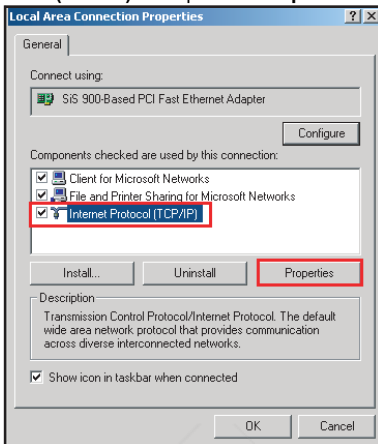 Local Area Connection Properties
General
Connect using:
SiS 900-Based PCI Fast Ethernet Adapter
Configure
Components checked are used by this connection:
Client for Microsoft Networks
File and Printer Sharing for Microsoft Networks
Internet Protocol (TCP/IP)
Install...
Uninstall
Properties
Description
Transmission Control Protocol/Internet Protocol. The default
wide area network protocol that provides communication
across diverse interconnected networks.
Show icon in taskbar when connected
OK
Cancel